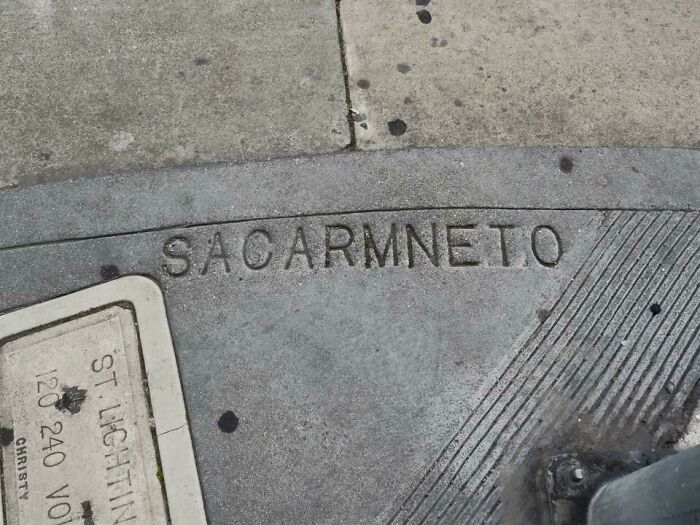 SACARMNETO
ST. LIGHTIN
120 240 VO
CHRISTY